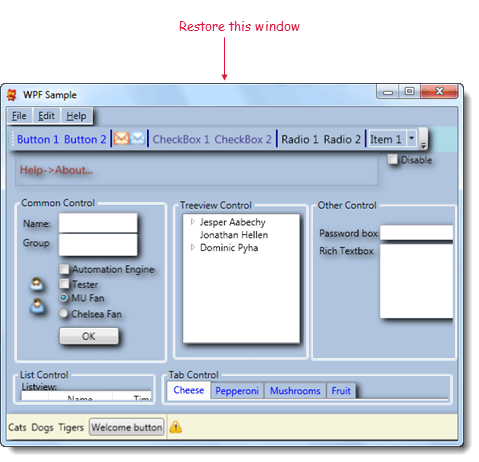 Restore this window
WPF Sample
File Edit Help
Button 1 Button 2 CheckBox 1 CheckBox 2 Radio 1 Radio 2 Item 1
Disable
Help->About...
Common Control
Name:
Group
Automation Engine
Tester
MU Fan
Chelsea Fan
OK
Treeview Control
Jesper Aabechy
Jonathan Hellen
Dominic Pyha
Other Control
Password box
Rich Textbox
List Control
Listview:
Name Tim
Tab Control
Cheese Pepperoni Mushrooms Fruit
Cats Dogs Tigers Welcome button